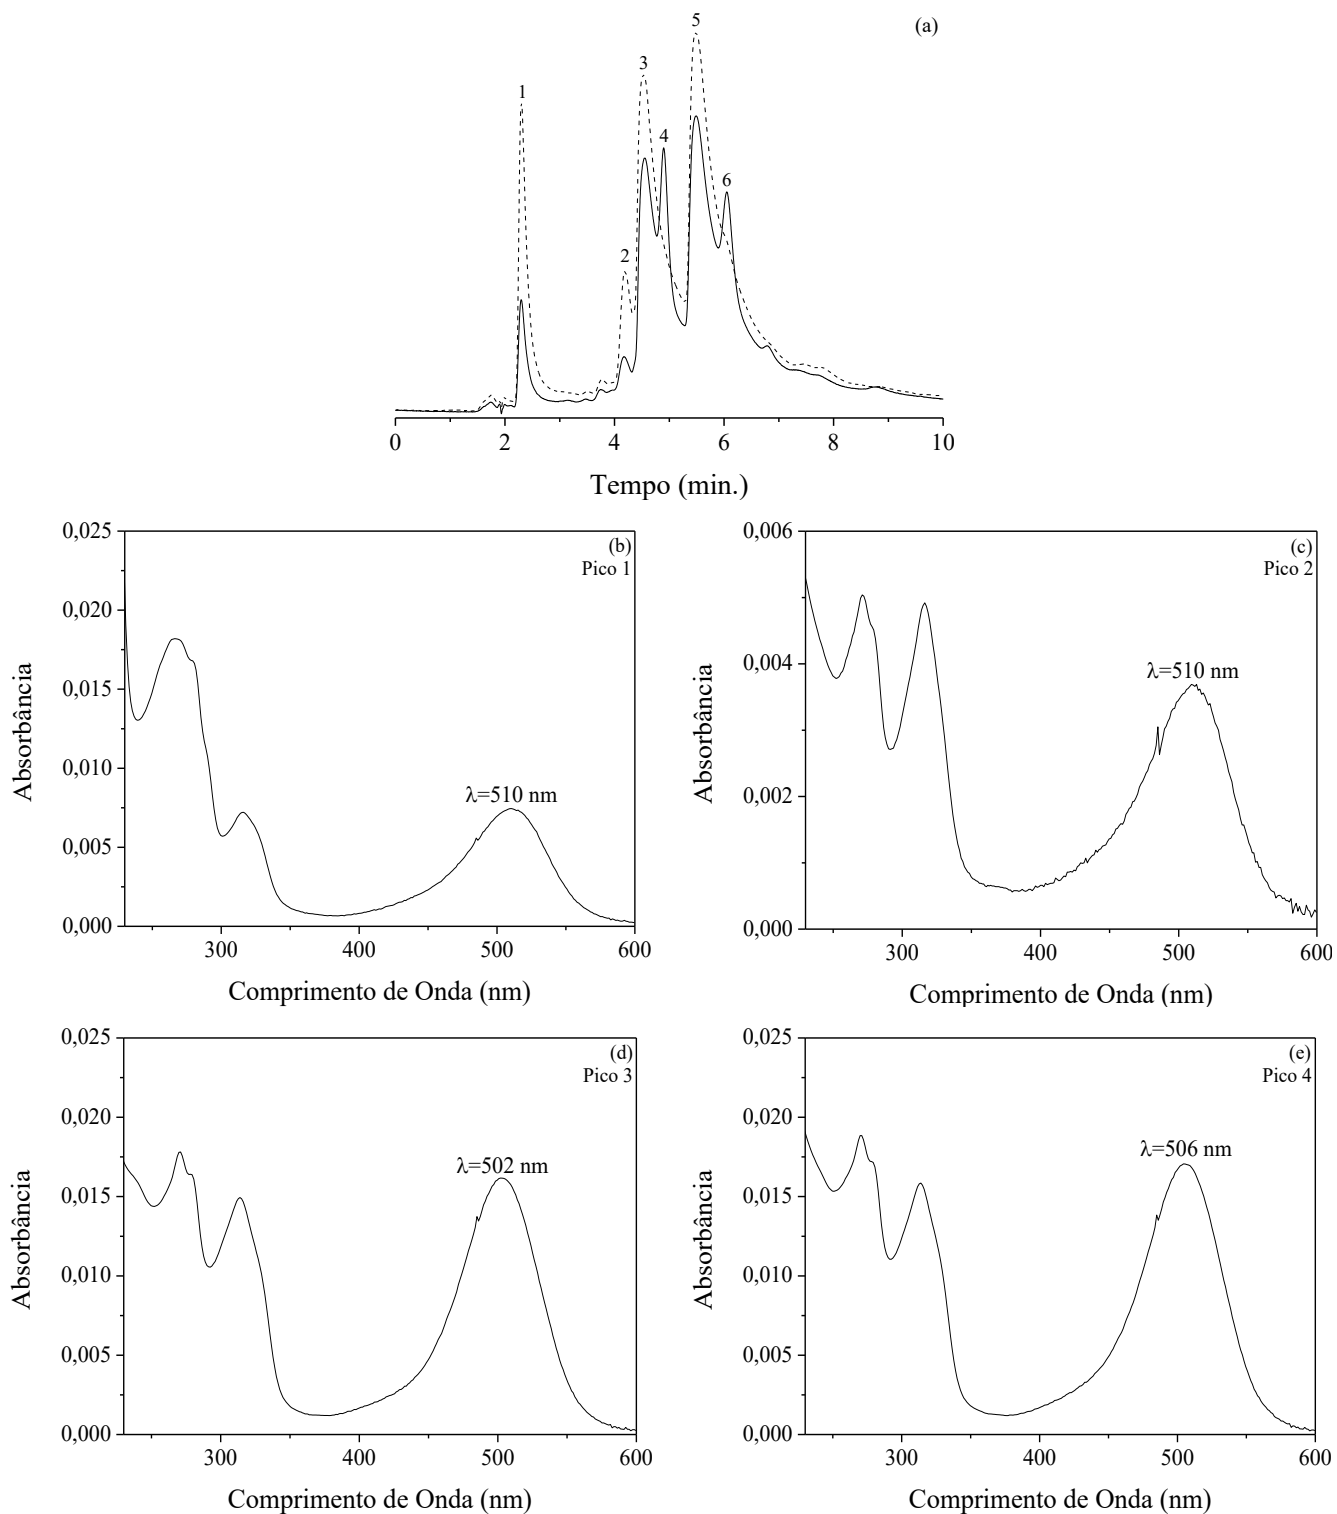 (a)
5
3
1
4
6
2
0 2 4 6 8 10
Tempo (min.)
0,025
0,020
0,015
0,010
0,005
0,000
Absorbância
(b)
Pico 1
λ=510 nm
300 400 500 600
Comprimento de Onda (nm)
0,006
0,004
0,002
0,000
Absorbância
(c)
Pico 2
λ=510 nm
300 400 500 600
Comprimento de Onda (nm)
0,025
0,020
0,015
0,010
0,005
0,000
Absorbância
(d)
Pico 3
λ=502 nm
300 400 500 600
Comprimento de Onda (nm)
0,025
0,020
0,015
0,010
0,005
0,000
Absorbância
(e)
Pico 4
λ=506 nm
300 400 500 600
Comprimento de Onda (nm)